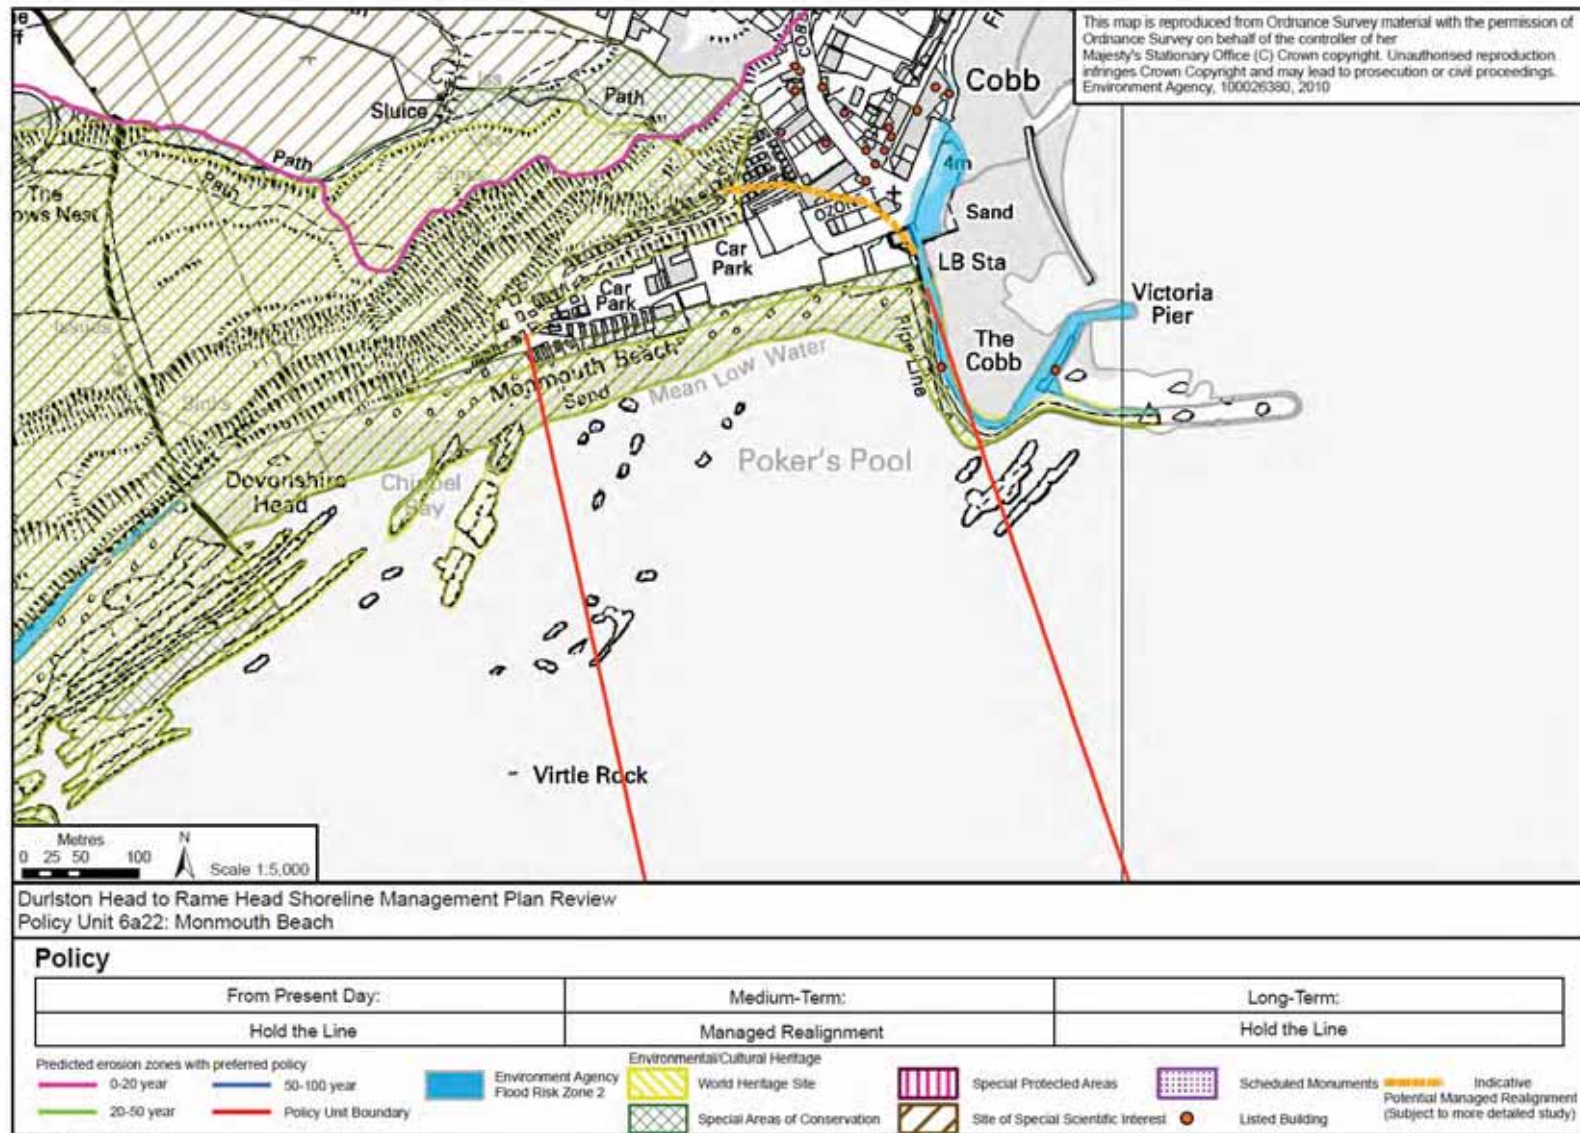 This map is reproduced from Ordnance Survey material with the permission of
Ordnance Survey on behalf of the controller of her
Majesty's Stationary Office (C) Crown copyright. Unauthorised reproduction
infringes Crown Copyright and may lead to prosecution or civil proceedings.
Environment Agency, 100026380, 2010
Cobb
Iss
Path
Sluice
Iss
Path
Path
Sinks
Sinks
4m
Sand
OZONE
LB Sta
Car
Park
Car
Park
Victoria
Pier
The
Cobb
Issues
Pipe Line
Monmouth Beach
Sand
Mean Low Water
Sinks
Poker's Pool
Devonshire
Head
Chippel
Bay
Virtle Rock
Metres
0 25 50 100
N
Scale 1:5,000
Durlston Head to Rame Head Shoreline Management Plan Review
Policy Unit 6a22: Monmouth Beach
Policy
From Present Day: Medium-Term: Long-Term:
Hold the Line Managed Realignment Hold the Line
Predicted erosion zones with preferred policy
0-20 year
50-100 year
20-50 year
Policy Unit Boundary
Environment Agency
Flood Risk Zone 2
Environmental/Cultural Heritage
World Heritage Site
Special Areas of Conservation
Special Protected Areas
Site of Special Scientific Interest
Scheduled Monuments
Listed Building
Indicative
Potential Managed Realignment
(Subject to more detailed study)